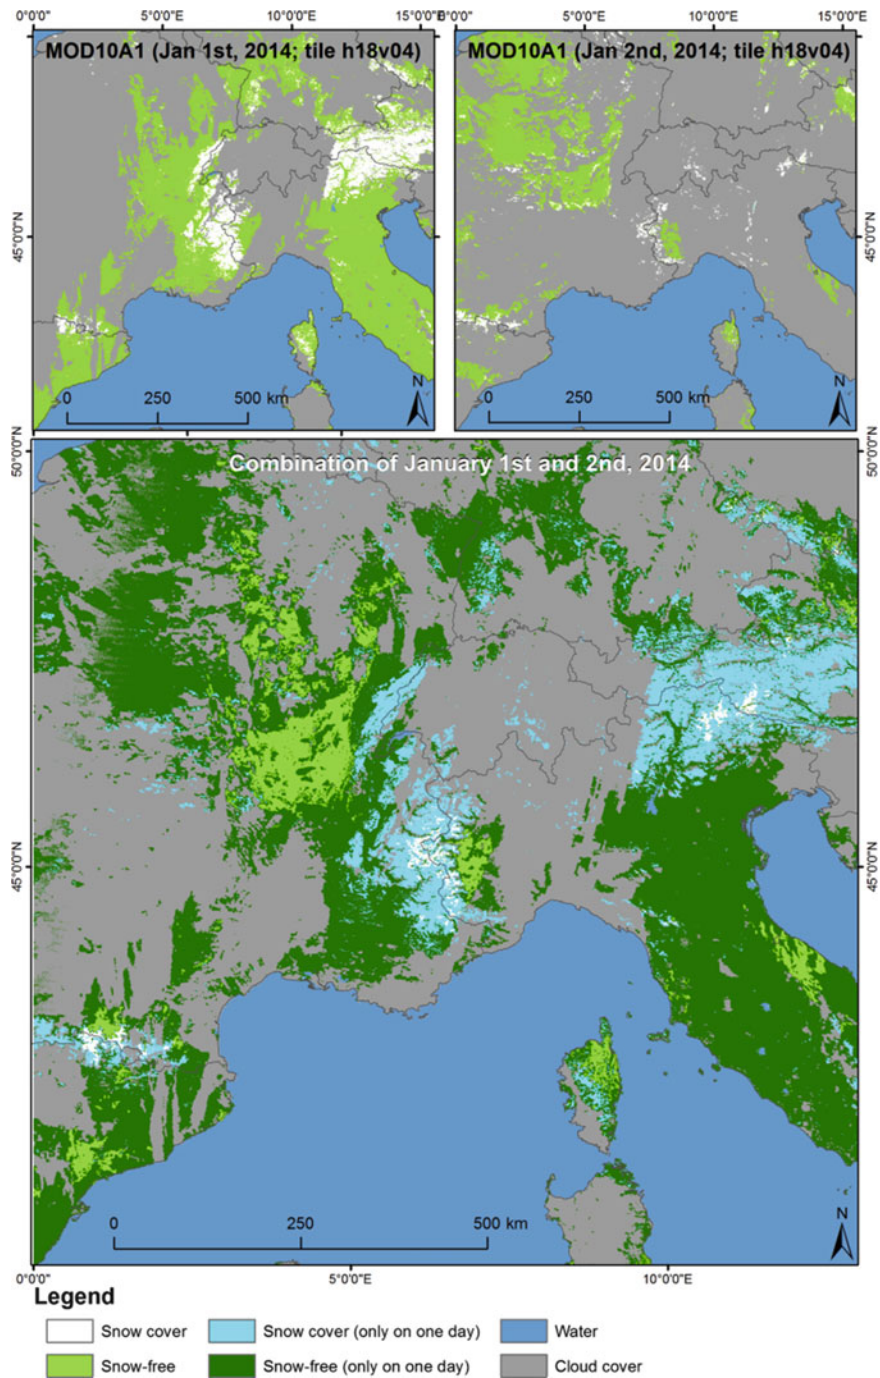 0°0'0" 5°0'0"E 10°0'0"E 15°0'0"E 0°0'0" 5°0'0"E 10°0'0"E 15°0'0"E
MOD10A1 (Jan 1st, 2014; tile h18v04) MOD10A1 (Jan 2nd, 2014; tile h18v04)
45°0'0"N 45°0'0"N
N N
0 250 500 km 0 250 500 km
50°0'0"N 50°0'0"N
Combination of January 1st and 2nd, 2014
45°0'0"N 45°0'0"N
N
0 250 500 km
0°0'0" 5°0'0"E 10°0'0"E
Legend
Snow cover Snow cover (only on one day) Water
Snow-free Snow-free (only on one day) Cloud cover